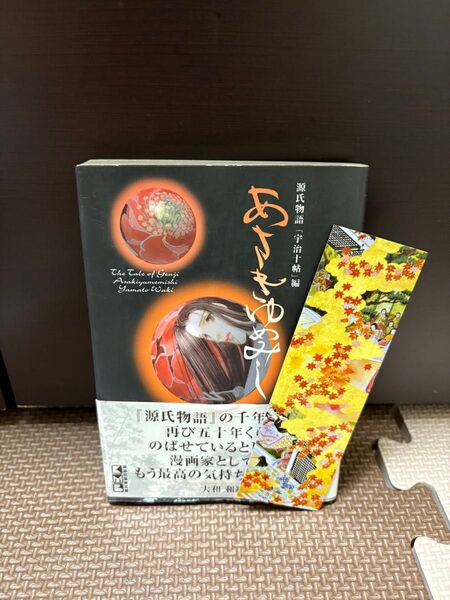 源氏物語「宇治十帖」編
あさきゆめみし
The Tale of Genji
Asakiyumemishi
Yamato Waki
『源氏物語』の千年
再び五十年く
のばせていると
漫画家として
もう最高の気持ち
大和 和